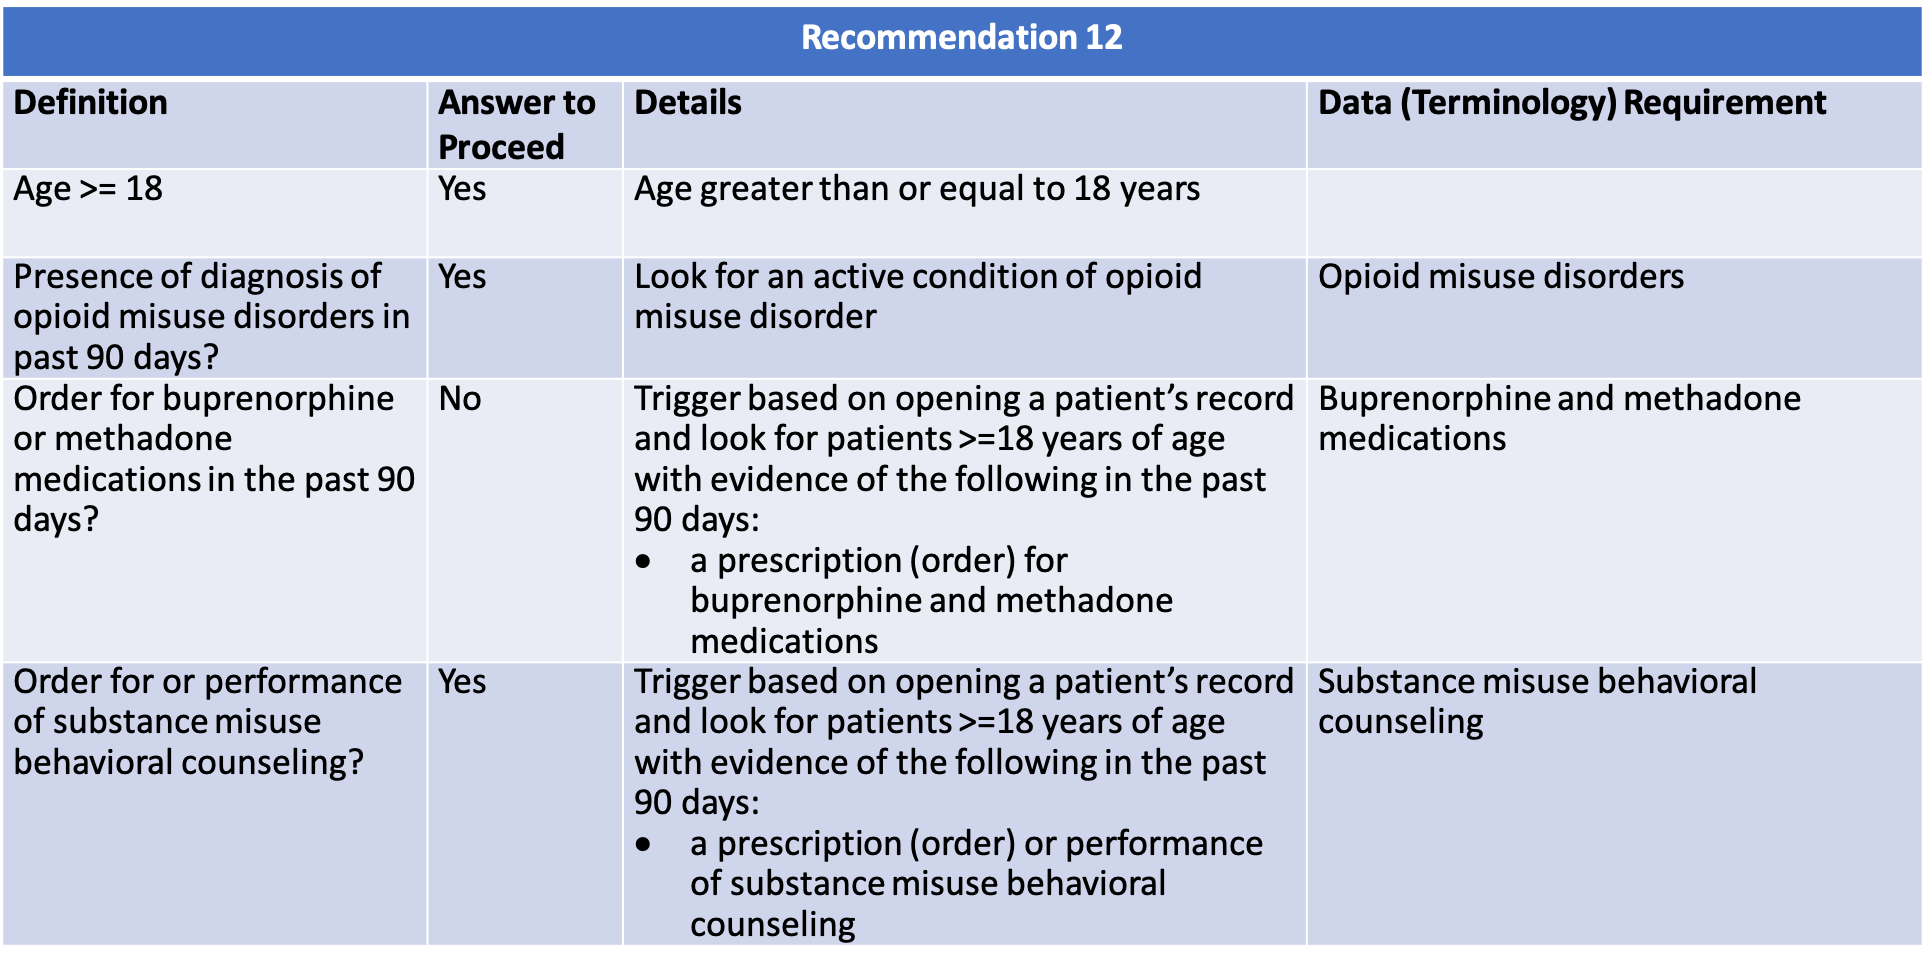 Recommendation 12
Definition
Answer to
Proceed
Details
Data (Terminology) Requirement
Age >= 18
Yes
Age greater than or equal to 18 years
Presence of diagnosis of
opioid misuse disorders in
past 90 days?
Yes
Look for an active condition of opioid
misuse disorder
Opioid misuse disorders
Order for buprenorphine
or methadone
medications in the past 90
days?
No
Trigger based on opening a patient’s record
and look for patients >=18 years of age
with evidence of the following in the past
90 days:
• a prescription (order) for
buprenorphine and methadone
medications
Buprenorphine and methadone
medications
Order for or performance
of substance misuse
behavioral counseling?
Yes
Trigger based on opening a patient’s record
and look for patients >=18 years of age
with evidence of the following in the past
90 days:
• a prescription (order) or performance
of substance misuse behavioral
counseling
Substance misuse behavioral
counseling